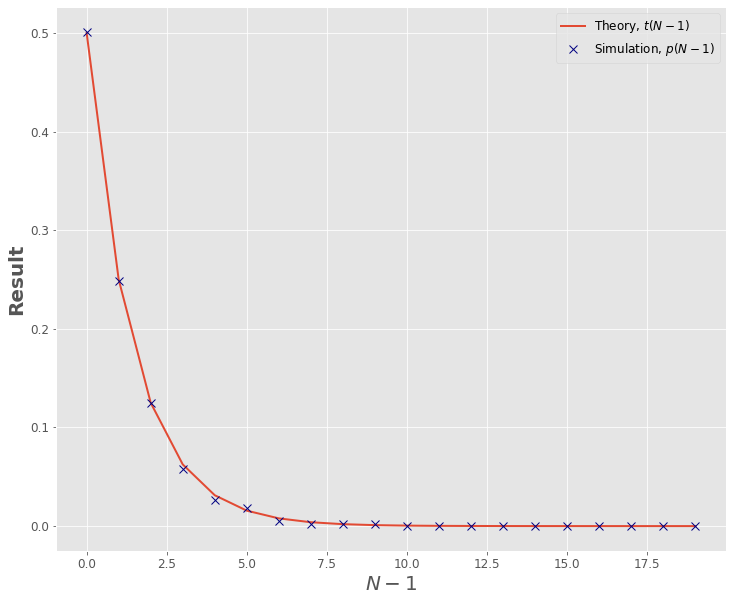 Theory, t(N − 1)
Simulation, p(N − 1)
0.5
0.4
0.3
0.2
0.1
0.0
Result
0.0 2.5 5.0 7.5 10.0 12.5 15.0 17.5
N − 1